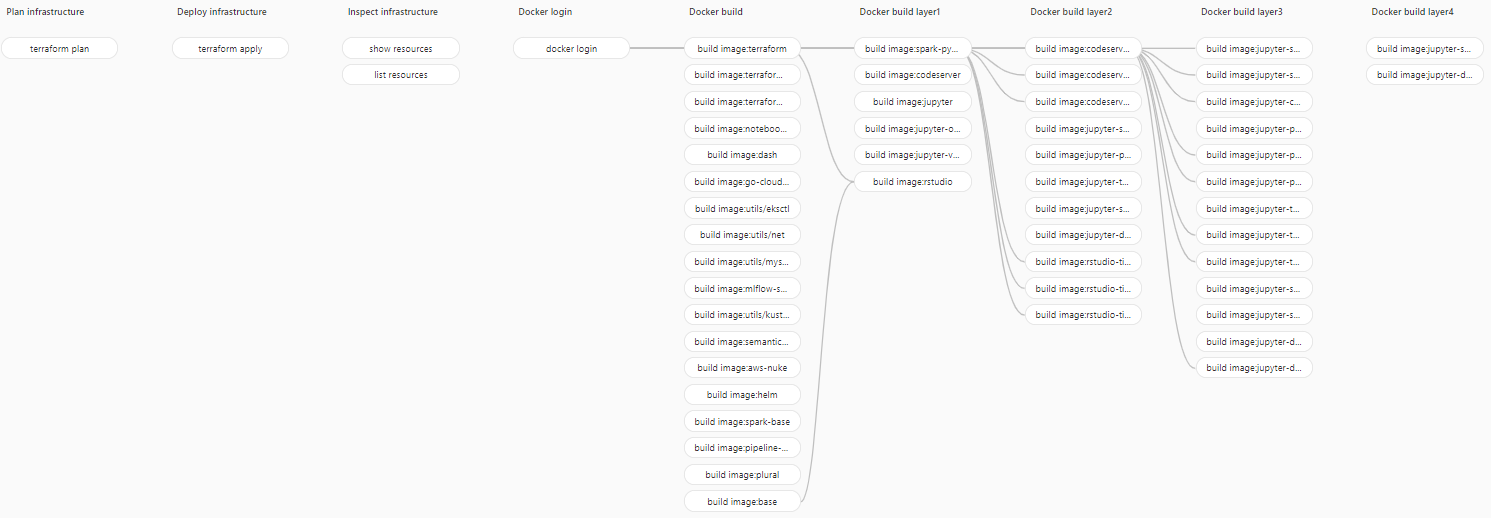 Plan infrastructure
terraform plan
Deploy infrastructure
terraform apply
Inspect infrastructure
show resources
list resources
Docker login
docker login
Docker build
build image:terraform
build image:terrafor...
build image:terrafor...
build image:noteboo...
build image:dash
build image:go-cloud...
build image:utils/eksctl
build image:utils/net
build image:utils/mys...
build image:mlflow-s...
build image:utils/kust...
build image:semantic...
build image:aws-nuke
build image:helm
build image:spark-base
build image:pipeline-...
build image:plural
build image:base
Docker build layer1
build image:spark-py...
build image:codeserver
build image:jupyter
build image:jupyter-o...
build image:jupyter-v...
build image:rstudio
Docker build layer2
build image:codeserv...
build image:codeserv...
build image:codeserv...
build image:jupyter-s...
build image:jupyter-p...
build image:jupyter-t...
build image:jupyter-s...
build image:jupyter-d...
build image:rstudio-ti...
build image:rstudio-ti...
build image:rstudio-ti...
Docker build layer3
build image:jupyter-s...
build image:jupyter-s...
build image:jupyter-c...
build image:jupyter-p...
build image:jupyter-p...
build image:jupyter-p...
build image:jupyter-t...
build image:jupyter-t...
build image:jupyter-t...
build image:jupyter-s...
build image:jupyter-s...
build image:jupyter-d...
build image:jupyter-d...
Docker build layer4
build image:jupyter-s...
build image:jupyter-d...